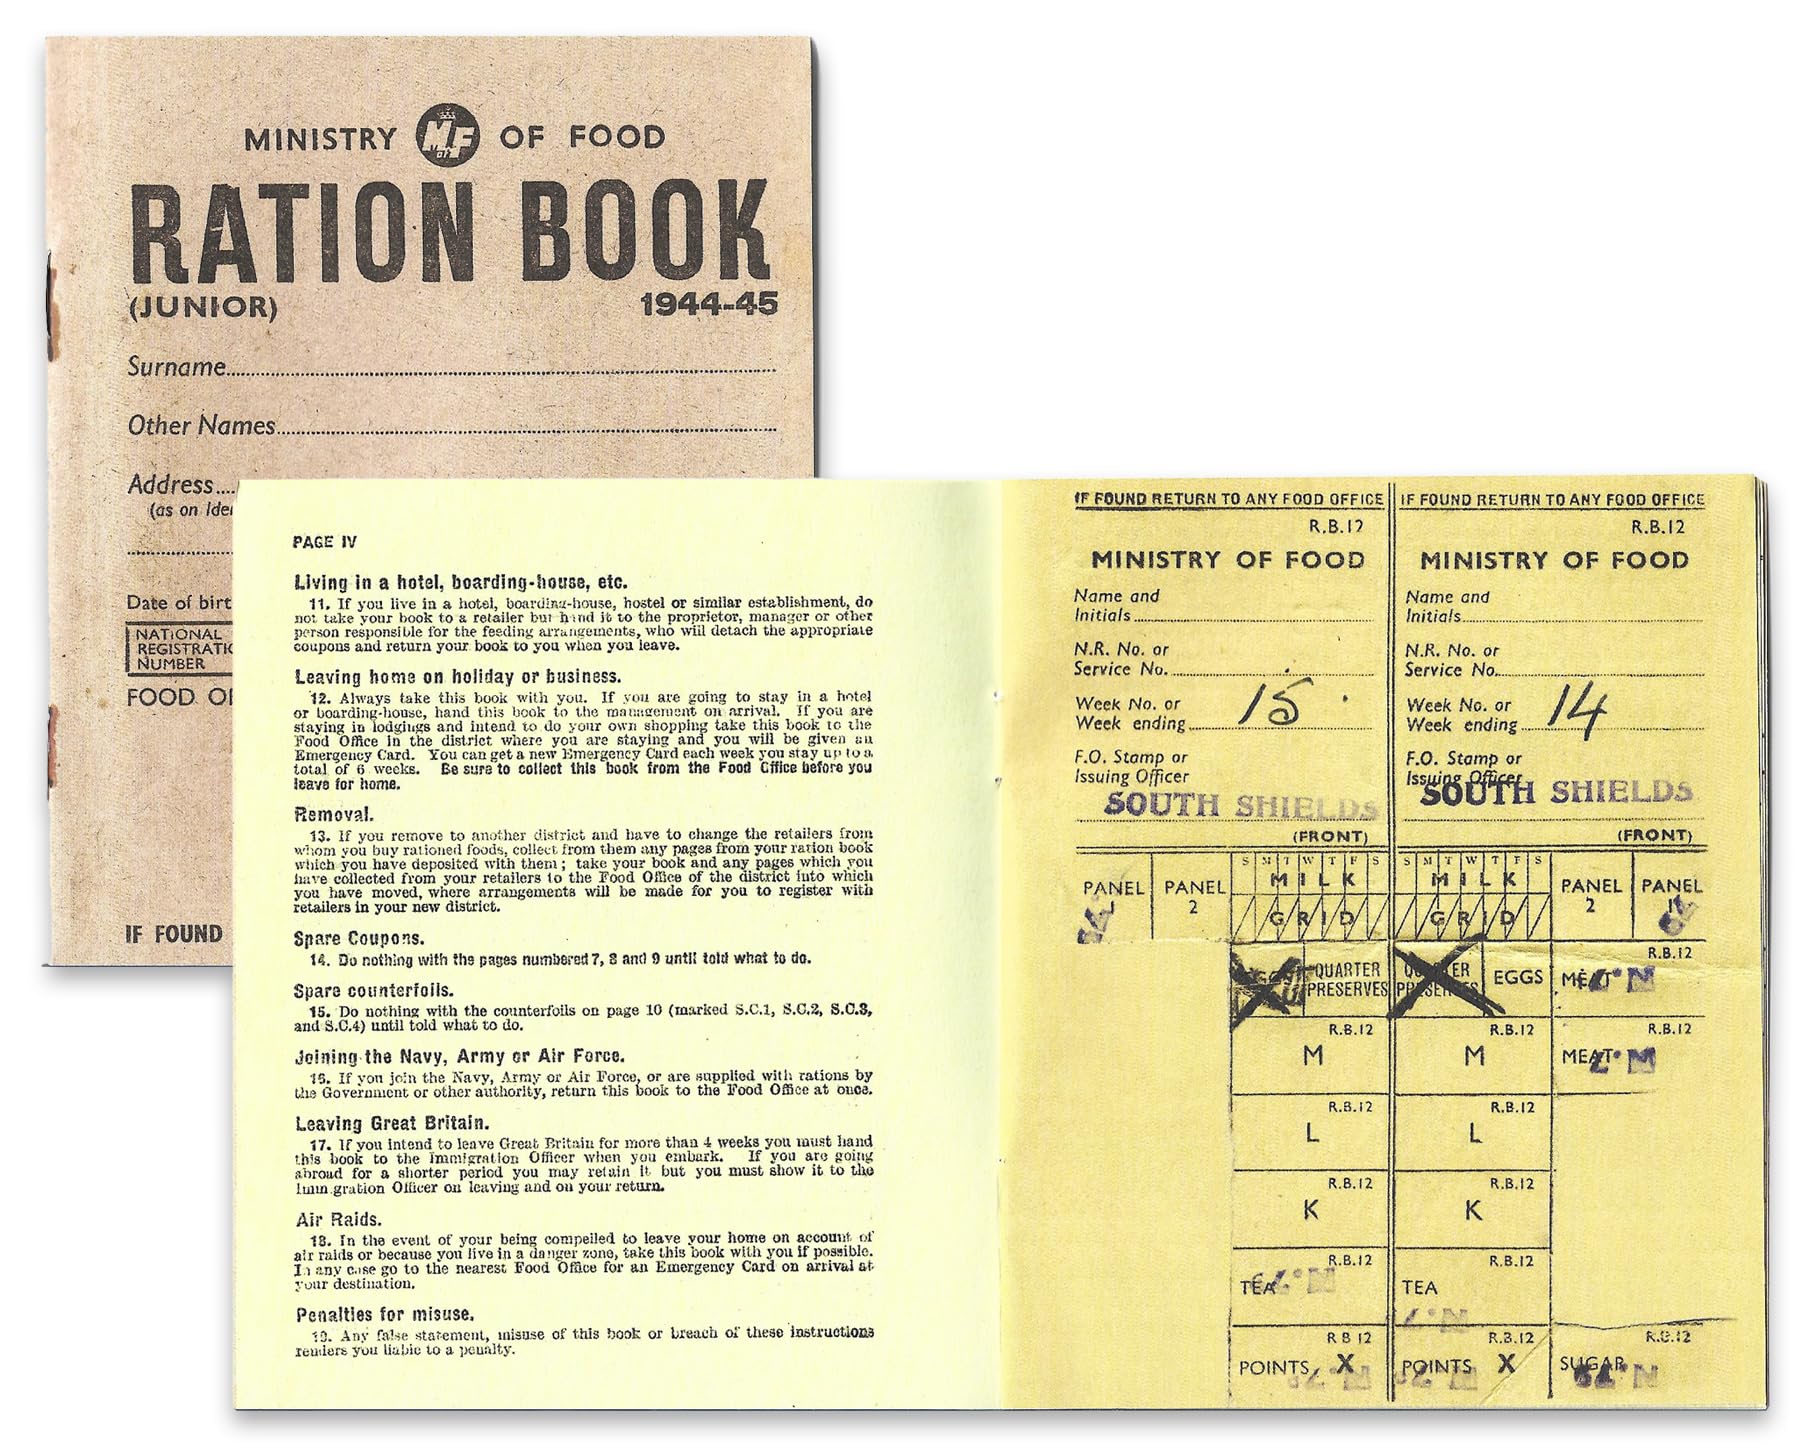 MINISTRY M of F OF FOOD
RATION BOOK
(JUNIOR) 1944-45
Surname
Other Names
Address
(as on Ide
Date of birt
NATIONAL
REGISTRATIO
NUMBER
FOOD OF
IF FOUND
PAGE IV
Living in a hotel, boarding-house, etc.
11. If you live in a hotel, boarding-house, hostel or similar establishment, do
not take your book to a retailer but hand it to the proprietor, manager or other
person responsible for the feeding arrangements, who will detach the appropriate
coupons and return your book to you when you leave.
Leaving home on holiday or business.
12. Always take this book with you. If you are going to stay in a hotel
or boarding-house, hand this book to the management on arrival. If you are
staying in lodgings and intend to do your own shopping take this book to the
Food Office in the district where you are staying and you will be given an
Emergency Card. You can get a new Emergency Card each week you stay up to a
total of 6 weeks. Be sure to collect this book from the Food Office before you
leave for home.
Removal.
13. If you remove to another district and have to change the retailers from
whom you buy rationed foods, collect from them any pages from your ration book
which you have deposited with them; take your book and any pages which you
have collected from your retailers to the Food Office of the district into which
you have moved, where arrangements will be made for you to register with
retailers in your new district.
Spare Coupons.
14. Do nothing with the pages numbered 7, 8 and 9 until told what to do.
Spare counterfoils.
15. Do nothing with the counterfoils on page 10 (marked S.C.1, S.C.2, S.C.3,
and S.C.4) until told what to do.
Joining the Navy, Army or Air Force.
16. If you join the Navy, Army or Air Force, or are supplied with rations by
the Government or other authority, return this book to the Food Office at once.
Leaving Great Britain.
17. If you intend to leave Great Britain for more than 4 weeks you must hand
this book to the Immigration Officer when you embark. If you are going
abroad for a shorter period you may retain it but you must show it to the
Immigration Officer on leaving and on your return.
Air Raids.
18. In the event of your being compelled to leave your home on account of
air raids or because you live in a danger zone, take this book with you if possible.
In any case go to the nearest Food Office for an Emergency Card on arrival at
your destination.
Penalties for misuse.
19. Any false statement, misuse of this book or breach of these instructions
renders you liable to a penalty.
IF FOUND RETURN TO ANY FOOD OFFICE
R.B.12
MINISTRY OF FOOD
Name and
Initials
N.R. No. or
Service No.
Week No. or
Week ending 15
F.O. Stamp or
Issuing Officer
SOUTH SHIELDS
(FRONT)
IF FOUND RETURN TO ANY FOOD OFFICE
R.B.12
MINISTRY OF FOOD
Name and
Initials
N.R. No. or
Service No.
Week No. or
Week ending 14
F.O. Stamp or
Issuing Officer
SOUTH SHIELDS
(FRONT)
S M T W T F S S M T W T F S
MILK MILK
PANEL PANEL 2 PANEL 2 PANEL 1
GRID GRID
R.B.12
QUARTER PRESERVES QUARTER PRESERVES EGGS MEAT
R.B.12 R.B.12 R.B.12
M M MEAT
R.B.12 R.B.12
L L
R.B.12 R.B.12
K K
R.B.12 R.B.12
TEA TEA
R B 12 R.B.12 R.B.12
POINTS X POINTS X SUGAR